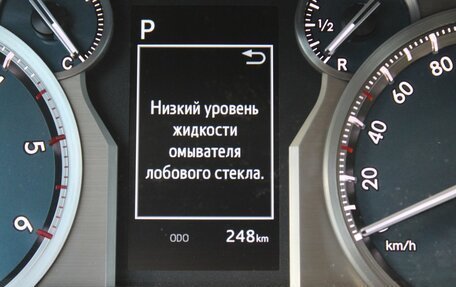 P
1/2
C
R
Низкий уровень
жидкости
омывателя
лобового стекла.
5
6
80
60
40
20
km/h
ODO 248km